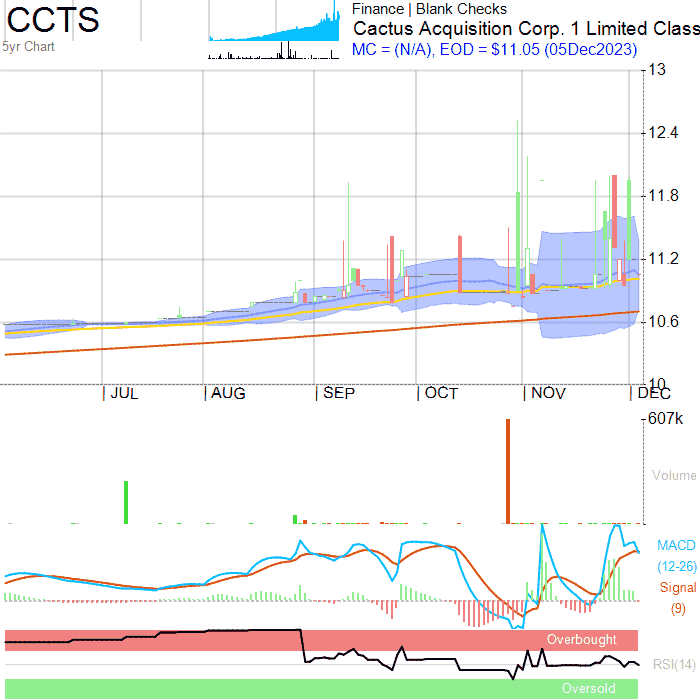 CCTS
5yr Chart
Finance | Blank Checks
Cactus Acquisition Corp. 1 Limited Class
MC = (N/A), EOD = $11.05 (05Dec2023)
13
12.4
11.8
11.2
10.6
10
JUL
AUG
SEP
OCT
NOV
DEC
607k
Volume
MACD
(12-26)
Signal
(9)
Overbought
RSI(14)
Oversold